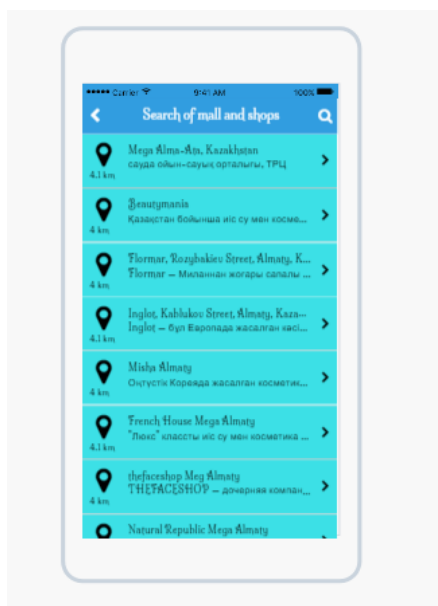 Carrier 9:41 AM 100%
Search of mall and shops
Mega Alma-Ata, Kazakhstan
сауда ойын-сауық орталығы, ТРЦ
4.1 km
Beautymania
Қазақстан бойынша иіс су мен косме...
4 km
Flormar, Rozybakiev Street, Almaty, K...
Flormar – Миланнан жоғары сапалы ...
4 km
Inglot, Kablukov Street, Almaty, Kaza...
Inglot – бұл Европада жасалған кәсі...
4.1 km
Misha Almaty
Оңтүстік Кореяда жасалған косметик...
4 km
French House Mega Almaty
"Люкс" классты иіс су мен косметика ...
4.1 km
thefaceshop Meg Almaty
THEFACESHOP – дочерняя компан...
4 km
Natural Republic Mega Almaty